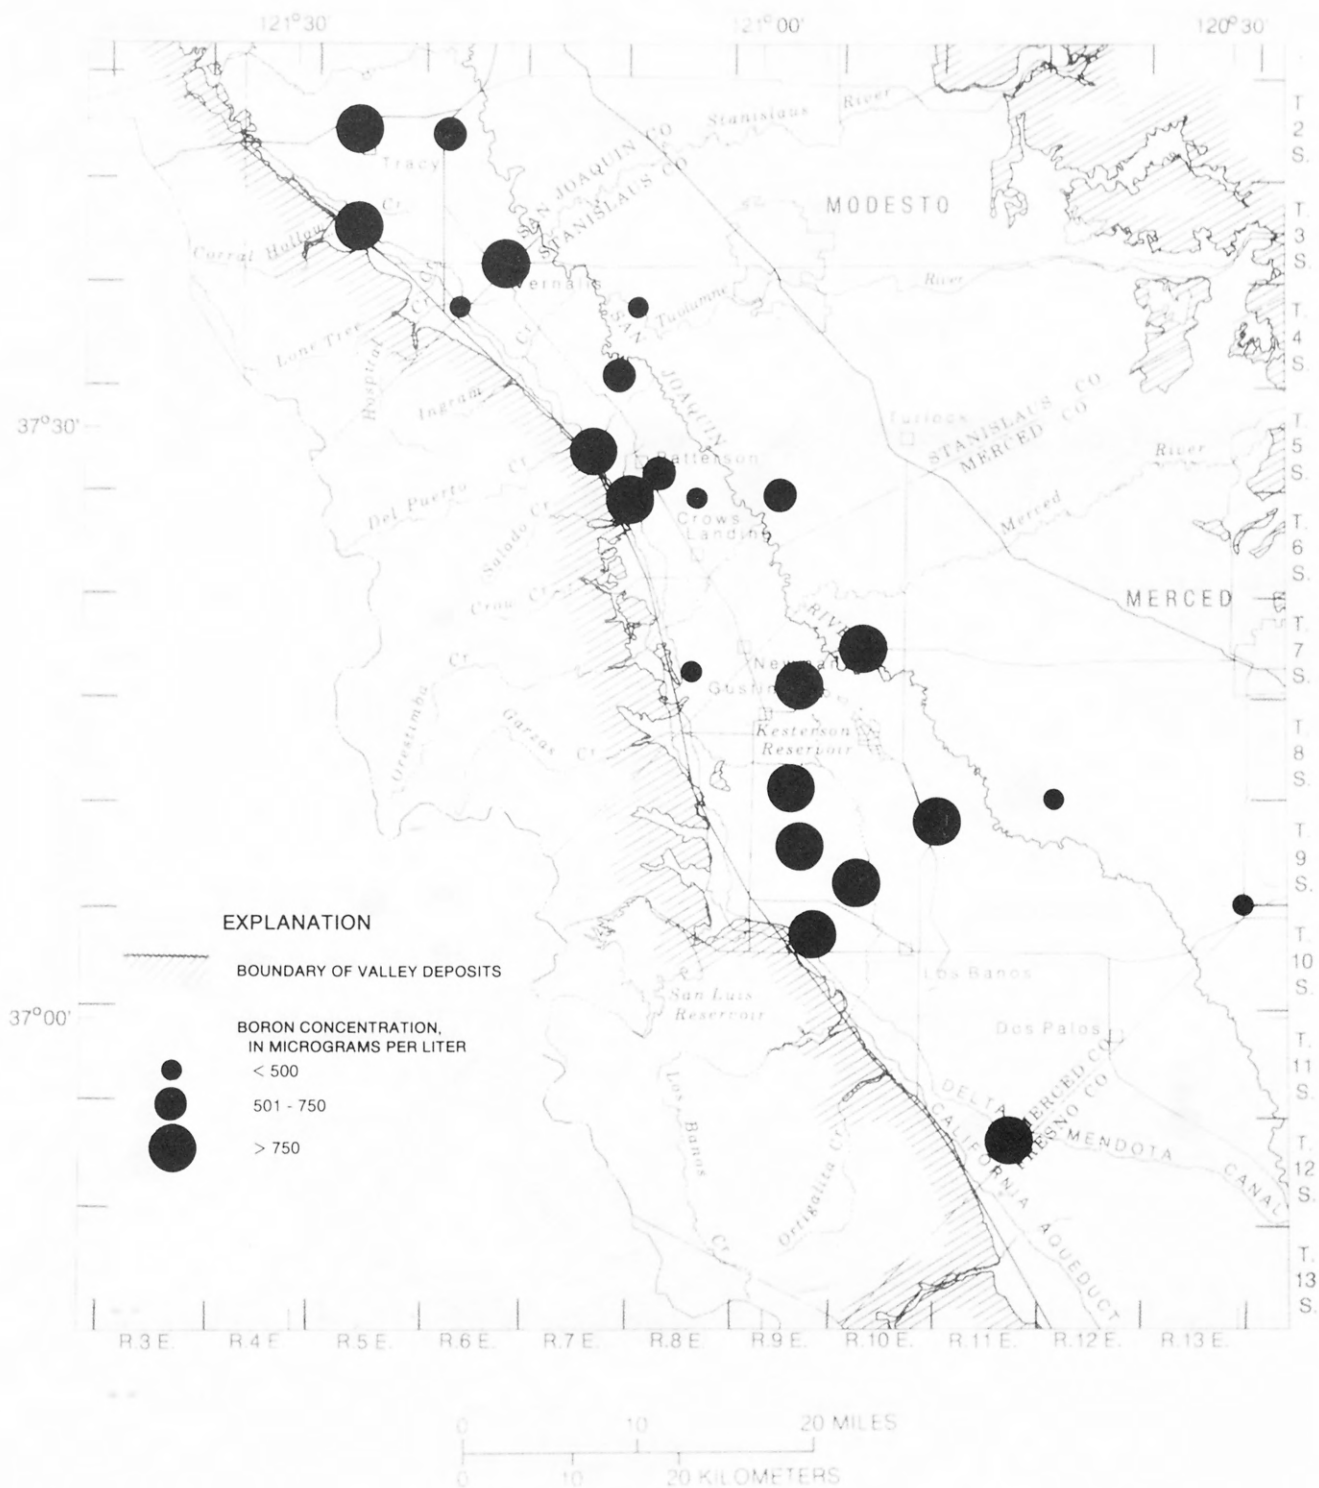 121°30'
121°00'
120°30'
Stanislaus River
T. 2 S.
Tracy
SAN JOAQUIN CO
STANISLAUS CO
MODESTO
T. 3 S.
Corral Hollow Cr
Vernalis
Tuolumne River
T. 4 S.
Lone Tree Cr
Hospital Cr
Ingram Cr
SAN JOAQUIN RIVER
37°30'
Turlock
STANISLAUS CO
MERCED CO
T. 5 S.
Patterson
Merced River
Del Puerto Cr
Crows Landing
Salado Cr
T. 6 S.
Crow Cr
MERCED
T. 7 S.
Newman
Gustine
Orestimba Cr
Garzas Cr
Kesterson Reservoir
T. 8 S.
T. 9 S.
EXPLANATION
BOUNDARY OF VALLEY DEPOSITS
T. 10 S.
Los Banos
San Luis Reservoir
37°00'
Dos Palos
BORON CONCENTRATION,
IN MICROGRAMS PER LITER
< 500
501 - 750
> 750
T. 11 S.
Los Banos Cr
Ortigalita Cr
MERCED CO
FRESNO CO
DELTA MENDOTA CANAL
CALIFORNIA AQUEDUCT
T. 12 S.
T. 13 S.
R.3 E. R.4 E. R.5 E. R.6 E. R.7 E. R.8 E. R.9 E. R.10 E. R.11 E. R.12 E. R.13 E.
0 10 20 MILES
0 10 20 KILOMETERS